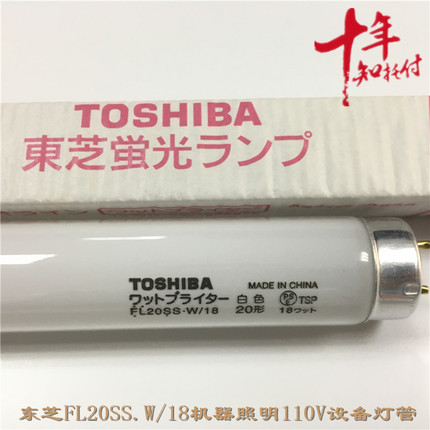 十年
知托付
TOSHIBA
東芝蛍光ランプ
TOSHIBA
MADE IN CHINA
ワットブライター 白色 PSE TSP
FL20SS·W/18 20形 18ワット
东芝FL20SS.W/18机器照明110V设备灯管